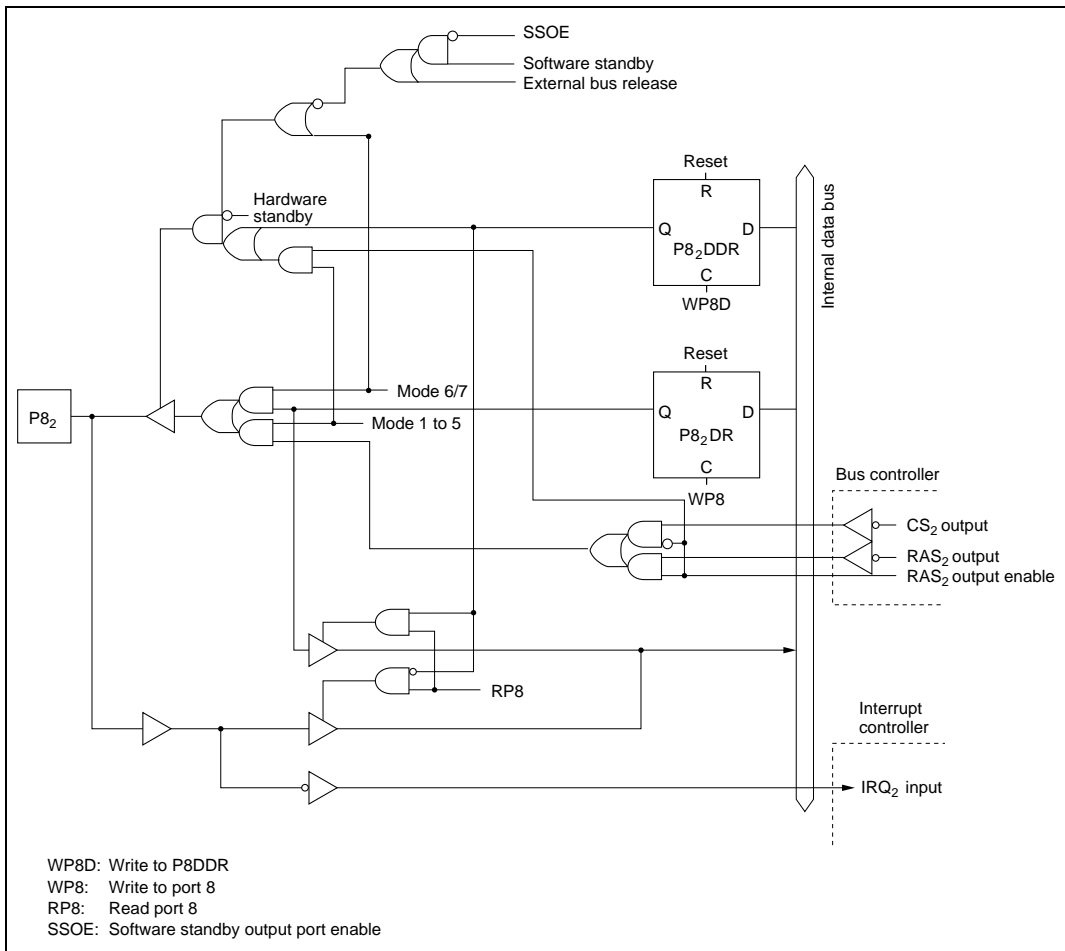 SSOE
Software standby
External bus release
Hardware
standby
Reset
R
Q
D
P8₂DDR
C
WP8D
Internal data bus
Mode 6/7
Mode 1 to 5
P8₂
Reset
R
Q
D
P8₂DR
C
WP8
Bus controller
CS₂ output
RAS₂ output
RAS₂ output enable
RP8
Interrupt
controller
IRQ₂ input
WP8D: Write to P8DDR
WP8: Write to port 8
RP8: Read port 8
SSOE: Software standby output port enable